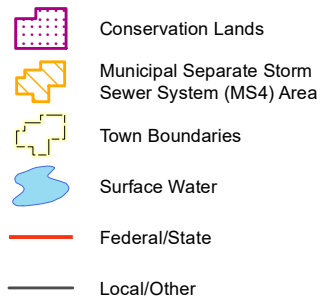 Conservation Lands
Municipal Separate Storm
Sewer System (MS4) Area
Town Boundaries
Surface Water
Federal/State
Local/Other